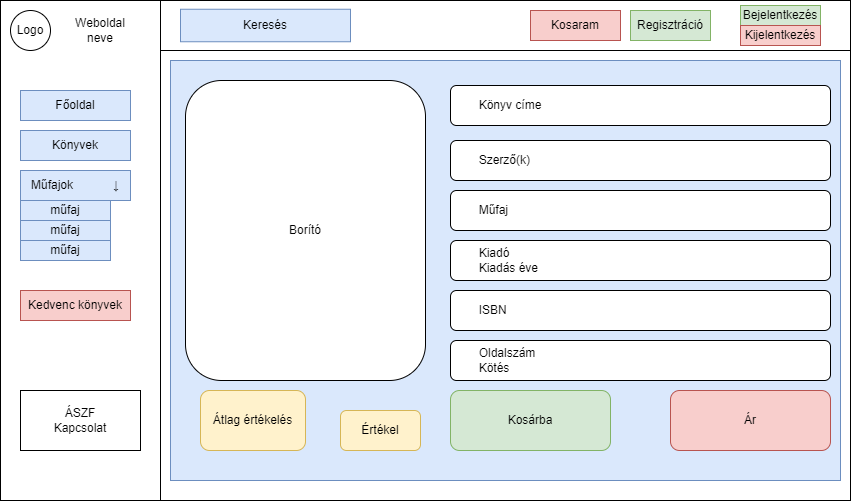 Logo
Weboldal
neve
Keresés
Kosaram
Regisztráció
Bejelentkezés
Kijelentkezés
Főoldal
Könyvek
Műfajok ↓
műfaj
műfaj
műfaj
Kedvenc könyvek
ÁSZF
Kapcsolat
Borító
Könyv címe
Szerző(k)
Műfaj
Kiadó
Kiadás éve
ISBN
Oldalszám
Kötés
Átlag értékelés
Értékel
Kosárba
Ár